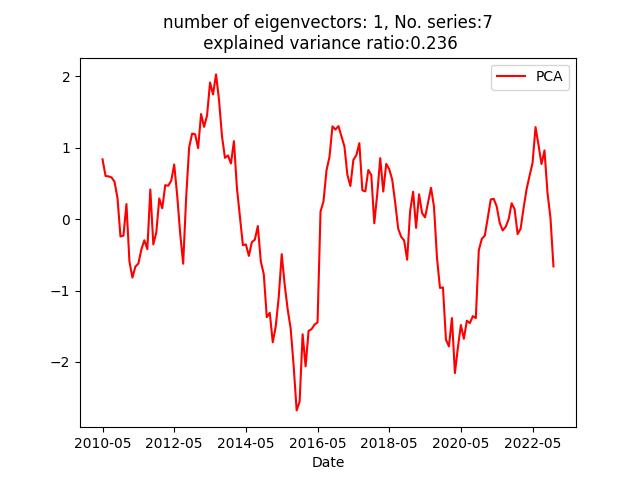 number of eigenvectors: 1, No. series:7
explained variance ratio:0.236
PCA
2
1
0
−1
−2
2010-05 2012-05 2014-05 2016-05 2018-05 2020-05 2022-05
Date